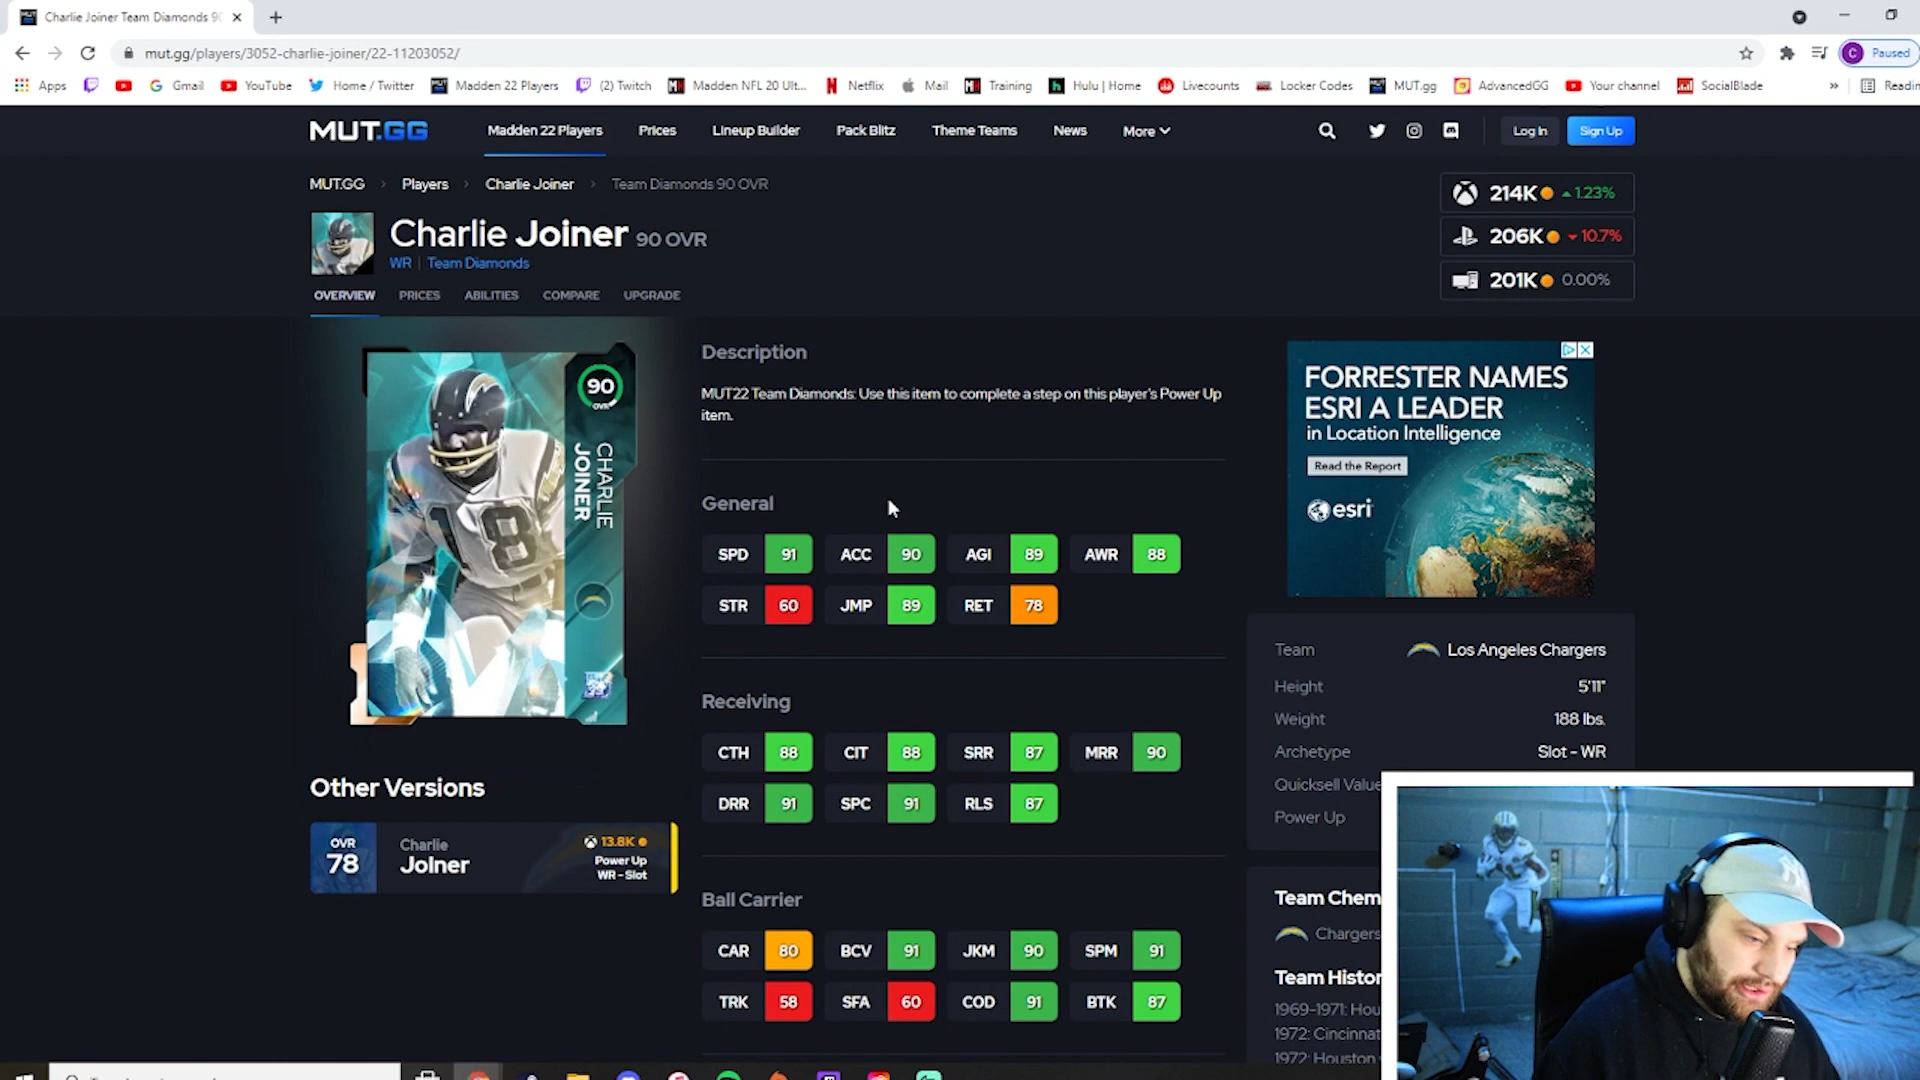 Charlie Joiner Team Diamonds 90
mut.gg/players/3052-charlie-joiner/22-11203052/
C Paused
Apps Gmail YouTube Home / Twitter Madden 22 Players (2) Twitch Madden NFL 20 Ult... Netflix Mail Training Hulu | Home Livecounts Locker Codes MUT.gg AdvancedGG Your channel SocialBlade » Readin
MUT.GG Madden 22 Players Prices Lineup Builder Pack Blitz Theme Teams News More Log In Sign Up
MUT.GG > Players > Charlie Joiner > Team Diamonds 90 OVR
214K 1.23%
Charlie Joiner 90 OVR
206K 10.7%
WR | Team Diamonds
201K 0.00%
OVERVIEW PRICES ABILITIES COMPARE UPGRADE
90
OVR
CHARLIE
JOINER
18
Description
MUT22 Team Diamonds: Use this item to complete a step on this player's Power Up
item.
General
SPD 91 ACC 90 AGI 89 AWR 88
STR 60 JMP 89 RET 78
Receiving
CTH 88 CIT 88 SRR 87 MRR 90
DRR 91 SPC 91 RLS 87
Ball Carrier
CAR 80 BCV 91 JKM 90 SPM 91
TRK 58 SFA 60 COD 91 BTK 87
Other Versions
OVR
78
Charlie
Joiner
13.8K
Power Up
WR - Slot
FORRESTER NAMES
ESRI A LEADER
in Location Intelligence
Read the Report
esri
Team Los Angeles Chargers
Height 5'11"
Weight 188 lbs.
Archetype Slot - WR
Quicksell Value
Power Up
Team Chem
Chargers
Team Histor
1969-1971: Hou
1972: Cincinnat
1972: Houston